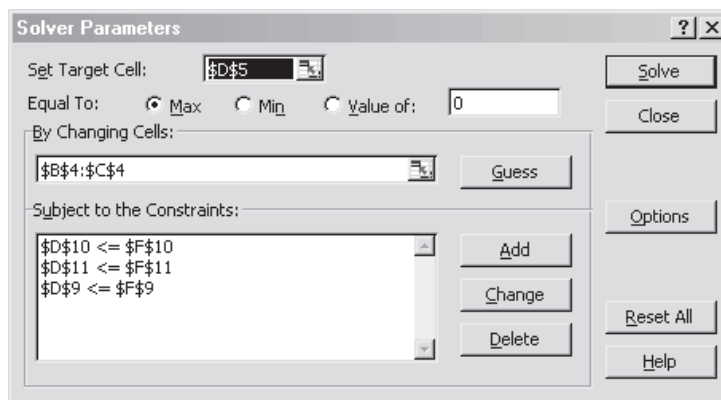 Solver Parameters
? X
Set Target Cell: $D$5 Solve
Equal To: Max Min Value of: 0
Close
By Changing Cells:
$B$4:$C$4 Guess
Subject to the Constraints: Options
$D$10 <= $F$10 Add
$D$11 <= $F$11
$D$9 <= $F$9
Change
Reset All
Delete
Help